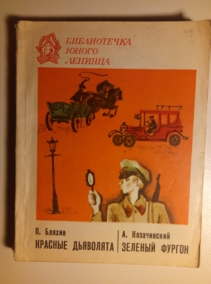 БИБЛИОТЕЧКА
ЮНОГО
ЛЕНИНЦА
П. Бляхин
КРАСНЫЕ ДЬЯВОЛЯТА
А. Козачинский
ЗЕЛЕНЫЙ ФУРГОН